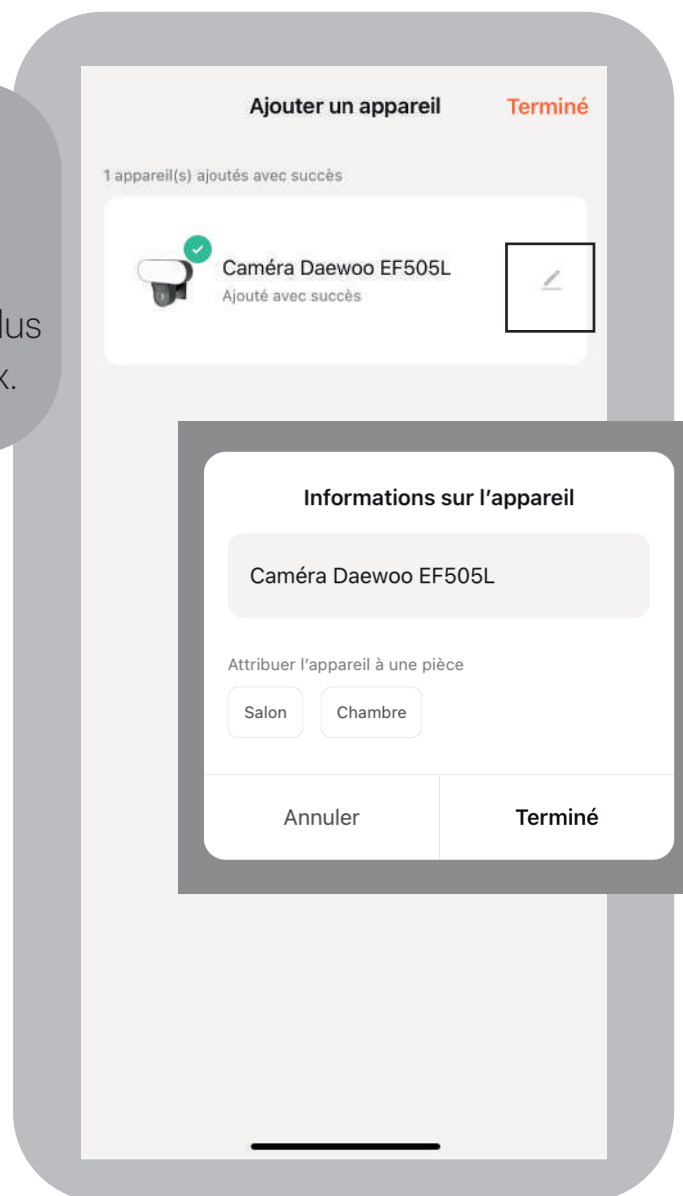 Ajouter un appareil Terminé
1 appareil(s) ajoutés avec succès
Caméra Daewoo EF505L
Ajouté avec succès
Informations sur l'appareil
Caméra Daewoo EF505L
Attribuer l'appareil à une pièce
Salon Chambre
Annuler Terminé